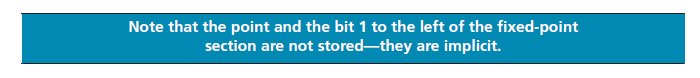 Note that the point and the bit 1 to the left of the fixed-point
section are not stored—they are implicit.